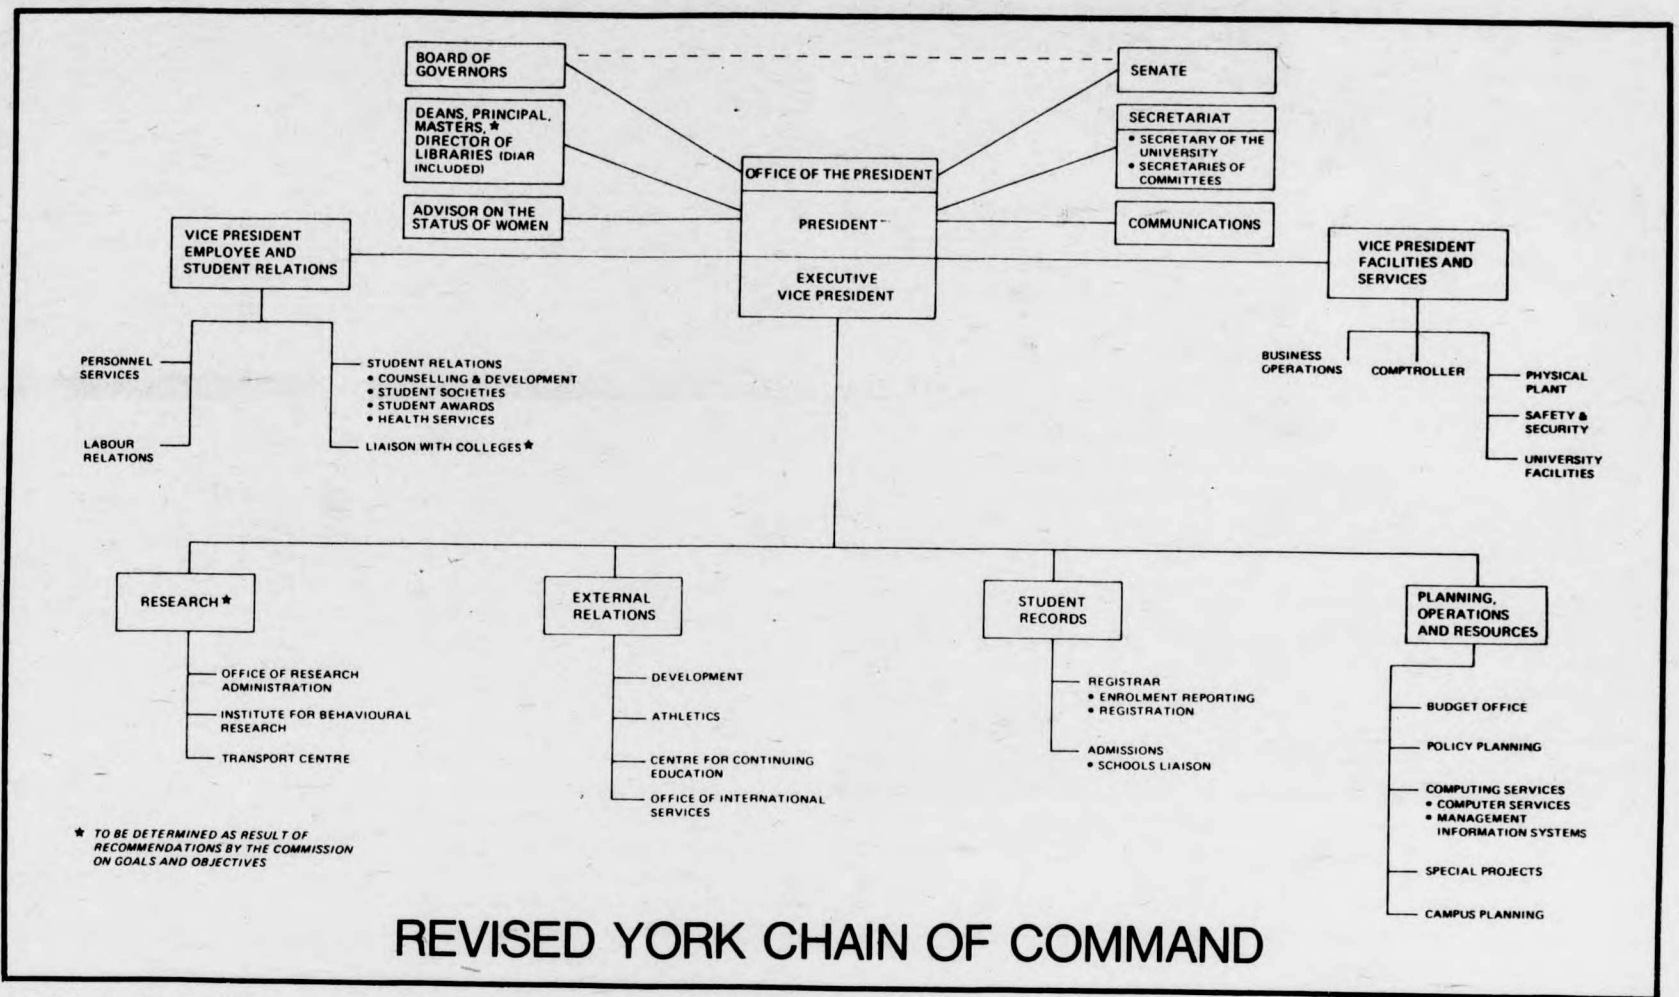 BOARD OF
GOVERNORS
SENATE
DEANS, PRINCIPAL,
MASTERS,★
DIRECTOR OF
LIBRARIES (DIAR
INCLUDED)
SECRETARIAT
• SECRETARY OF THE
UNIVERSITY
• SECRETARIES OF
COMMITTEES
ADVISOR ON THE
STATUS OF WOMEN
COMMUNICATIONS
OFFICE OF THE PRESIDENT
PRESIDENT
EXECUTIVE
VICE PRESIDENT
VICE PRESIDENT
EMPLOYEE AND
STUDENT RELATIONS
VICE PRESIDENT
FACILITIES AND
SERVICES
PERSONNEL
SERVICES
LABOUR
RELATIONS
STUDENT RELATIONS
• COUNSELLING & DEVELOPMENT
• STUDENT SOCIETIES
• STUDENT AWARDS
• HEALTH SERVICES
LIAISON WITH COLLEGES★
BUSINESS
OPERATIONS
COMPTROLLER
PHYSICAL
PLANT
SAFETY &
SECURITY
UNIVERSITY
FACILITIES
RESEARCH★
OFFICE OF RESEARCH
ADMINISTRATION
INSTITUTE FOR BEHAVIOURAL
RESEARCH
TRANSPORT CENTRE
EXTERNAL
RELATIONS
DEVELOPMENT
ATHLETICS
CENTRE FOR CONTINUING
EDUCATION
OFFICE OF INTERNATIONAL
SERVICES
STUDENT
RECORDS
REGISTRAR
• ENROLMENT REPORTING
• REGISTRATION
ADMISSIONS
• SCHOOLS LIAISON
PLANNING,
OPERATIONS
AND RESOURCES
BUDGET OFFICE
POLICY PLANNING
COMPUTING SERVICES
• COMPUTER SERVICES
• MANAGEMENT
INFORMATION SYSTEMS
SPECIAL PROJECTS
CAMPUS PLANNING
★ TO BE DETERMINED AS RESULT OF
RECOMMENDATIONS BY THE COMMISSION
ON GOALS AND OBJECTIVES
REVISED YORK CHAIN OF COMMAND